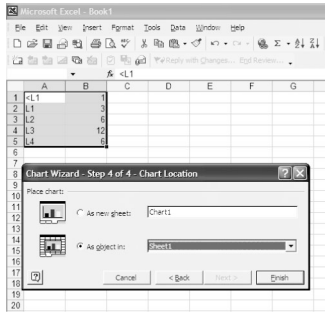 Microsoft Excel - Book1
File Edit View Insert Format Tools Data Window Help
Reply with Changes... End Review...
fx <L1
A B C D E F G
1 <L1 1
2 L1 3
3 L2 6
4 L3 12
5 L4 6
6
7
8 Chart Wizard - Step 4 of 4 - Chart Location
9 Place chart:
10
11 As new sheet: Chart1
12
13
14 As object in: Sheet1
15
16
17 Cancel < Back Next > Finish
18
19
20